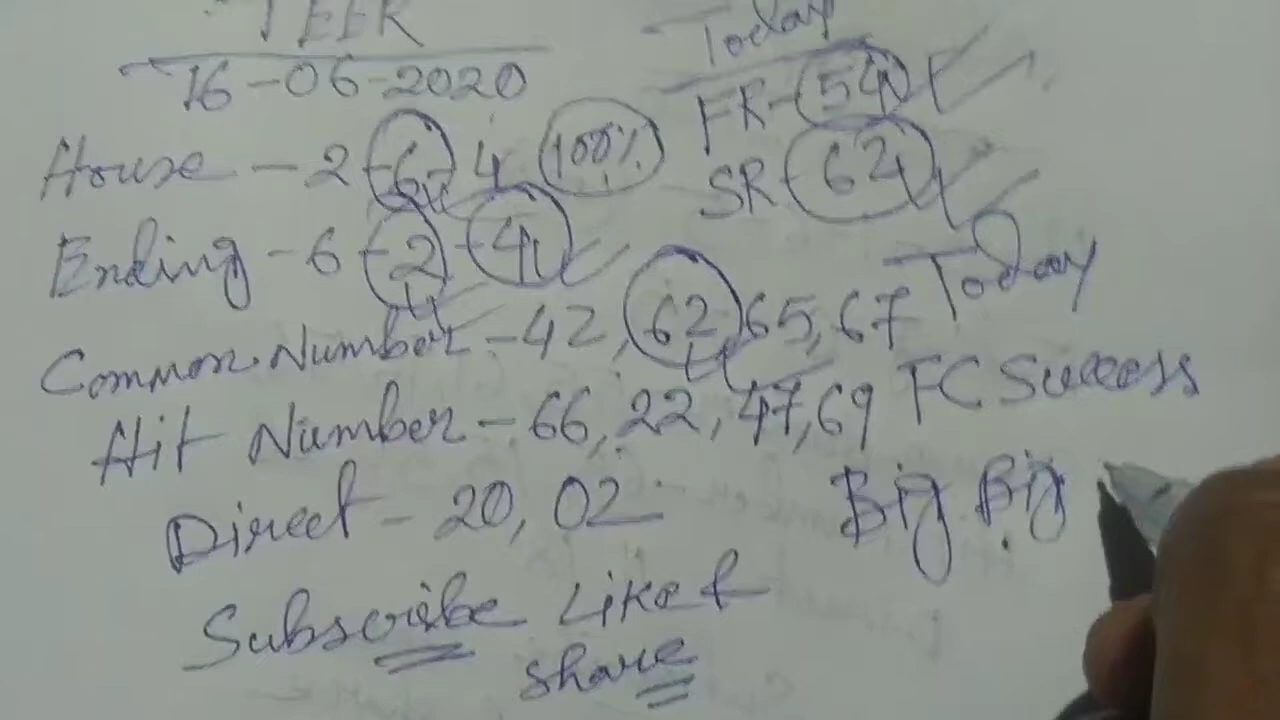 TEER
16-06-2020
House - 2-6-4 100%
Ending - 6-2-4
Common Number - 42, 62, 65, 67
Hit Number - 66, 22, 47, 69
Direct - 20, 02
Subscribe Like &
share
Today
FR - 54
SR - 62
Today
FC Success
Big Big